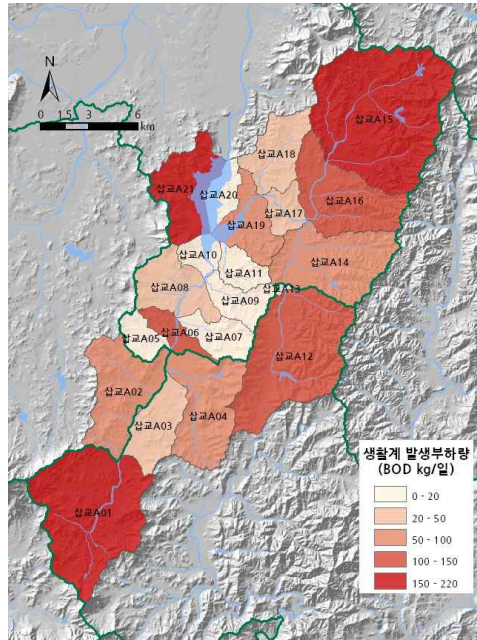 N
0 1.5 3 6
km
삽교A15
삽교A18
삽교A21
삽교A20
삽교A16
삽교A17
삽교A19
삽교A10
삽교A14
삽교A11
삽교A08
삽교A13
삽교A09
삽교A05
삽교A06
삽교A07
삽교A12
삽교A02
삽교A04
삽교A03
삽교A01
생활계 발생부하량
(BOD kg/일)
0 - 20
20 - 50
50 - 100
100 - 150
150 - 220